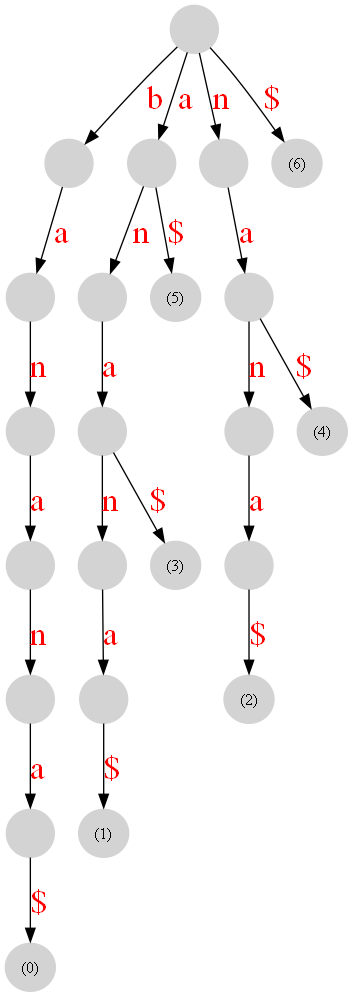 b a n $
(6)
a n $ a
(5)
n a n $
(4)
a n $ a
(3)
n a $
(2)
a $
(1)
$
(0)